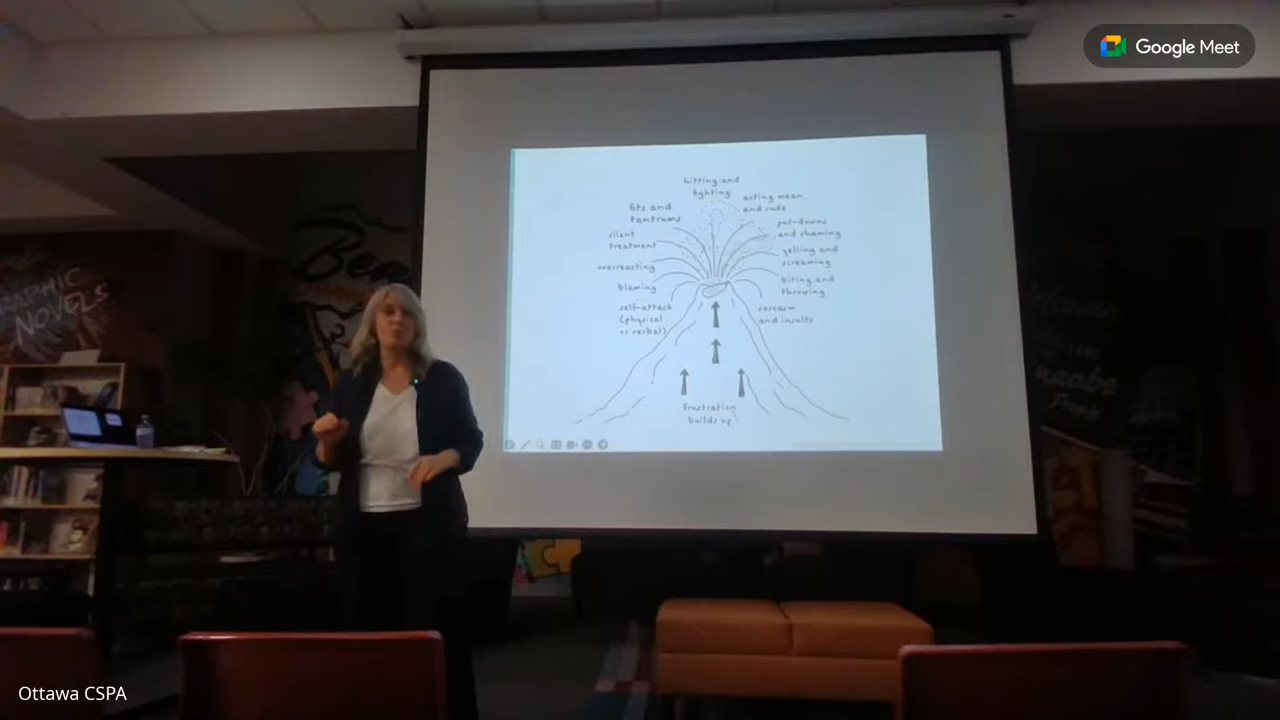 Google Meet
hitting and
fighting
acting mean
and rude
fits and
tantrums
put-downs
and shaming
silent
treatment
yelling and
screaming
overreacting
blaming
biting and
throwing
self-attack
(physical
or verbal)
sarcasm
and insults
frustration
builds up
GRAPHIC
NOVELS
Ottawa CSPA